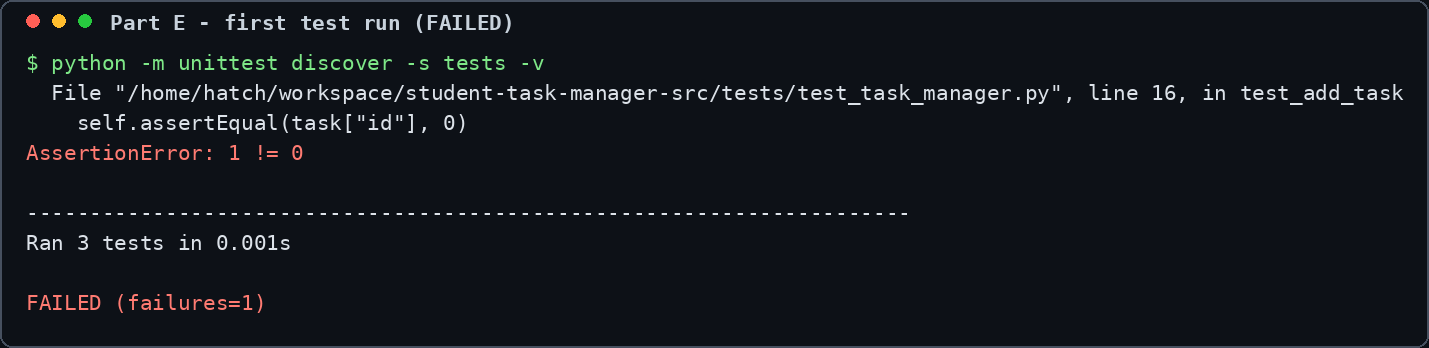 Part E - first test run (FAILED)
$ python -m unittest discover -s tests -v
  File "/home/hatch/workspace/student-task-manager-src/tests/test_task_manager.py", line 16, in test_add_task
    self.assertEqual(task["id"], 0)
AssertionError: 1 != 0

----------------------------------------------------------------------
Ran 3 tests in 0.001s

FAILED (failures=1)